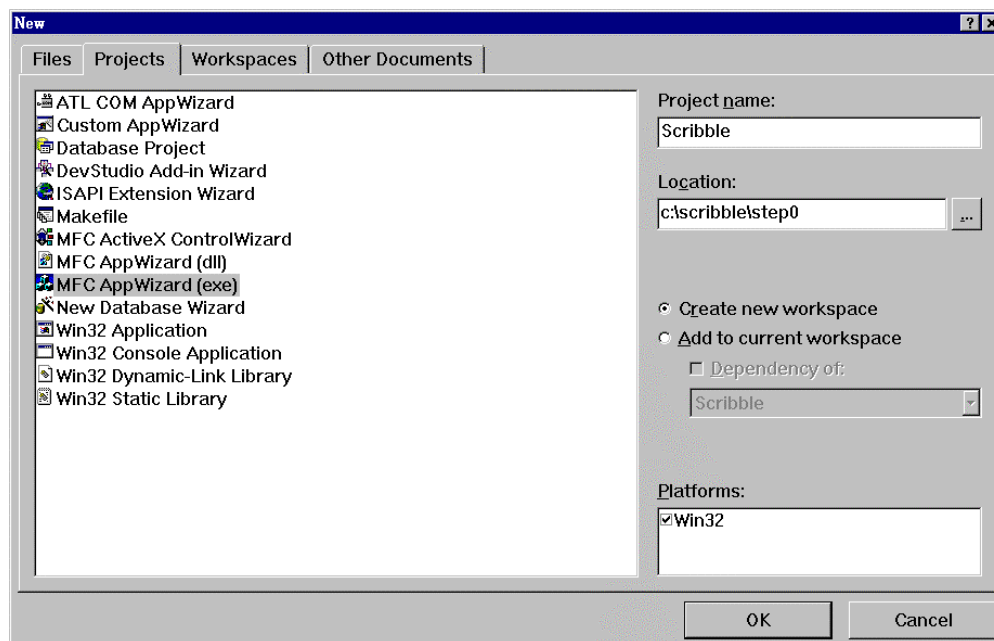 New
Files Projects Workspaces Other Documents
ATL COM AppWizard
Custom AppWizard
Database Project
DevStudio Add-in Wizard
ISAPI Extension Wizard
Makefile
MFC ActiveX ControlWizard
MFC AppWizard (dll)
MFC AppWizard (exe)
New Database Wizard
Win32 Application
Win32 Console Application
Win32 Dynamic-Link Library
Win32 Static Library
Project name:
Scribble
Location:
c:\scribble\step0
...
Create new workspace
Add to current workspace
Dependency of:
Scribble
Platforms:
Win32
OK Cancel